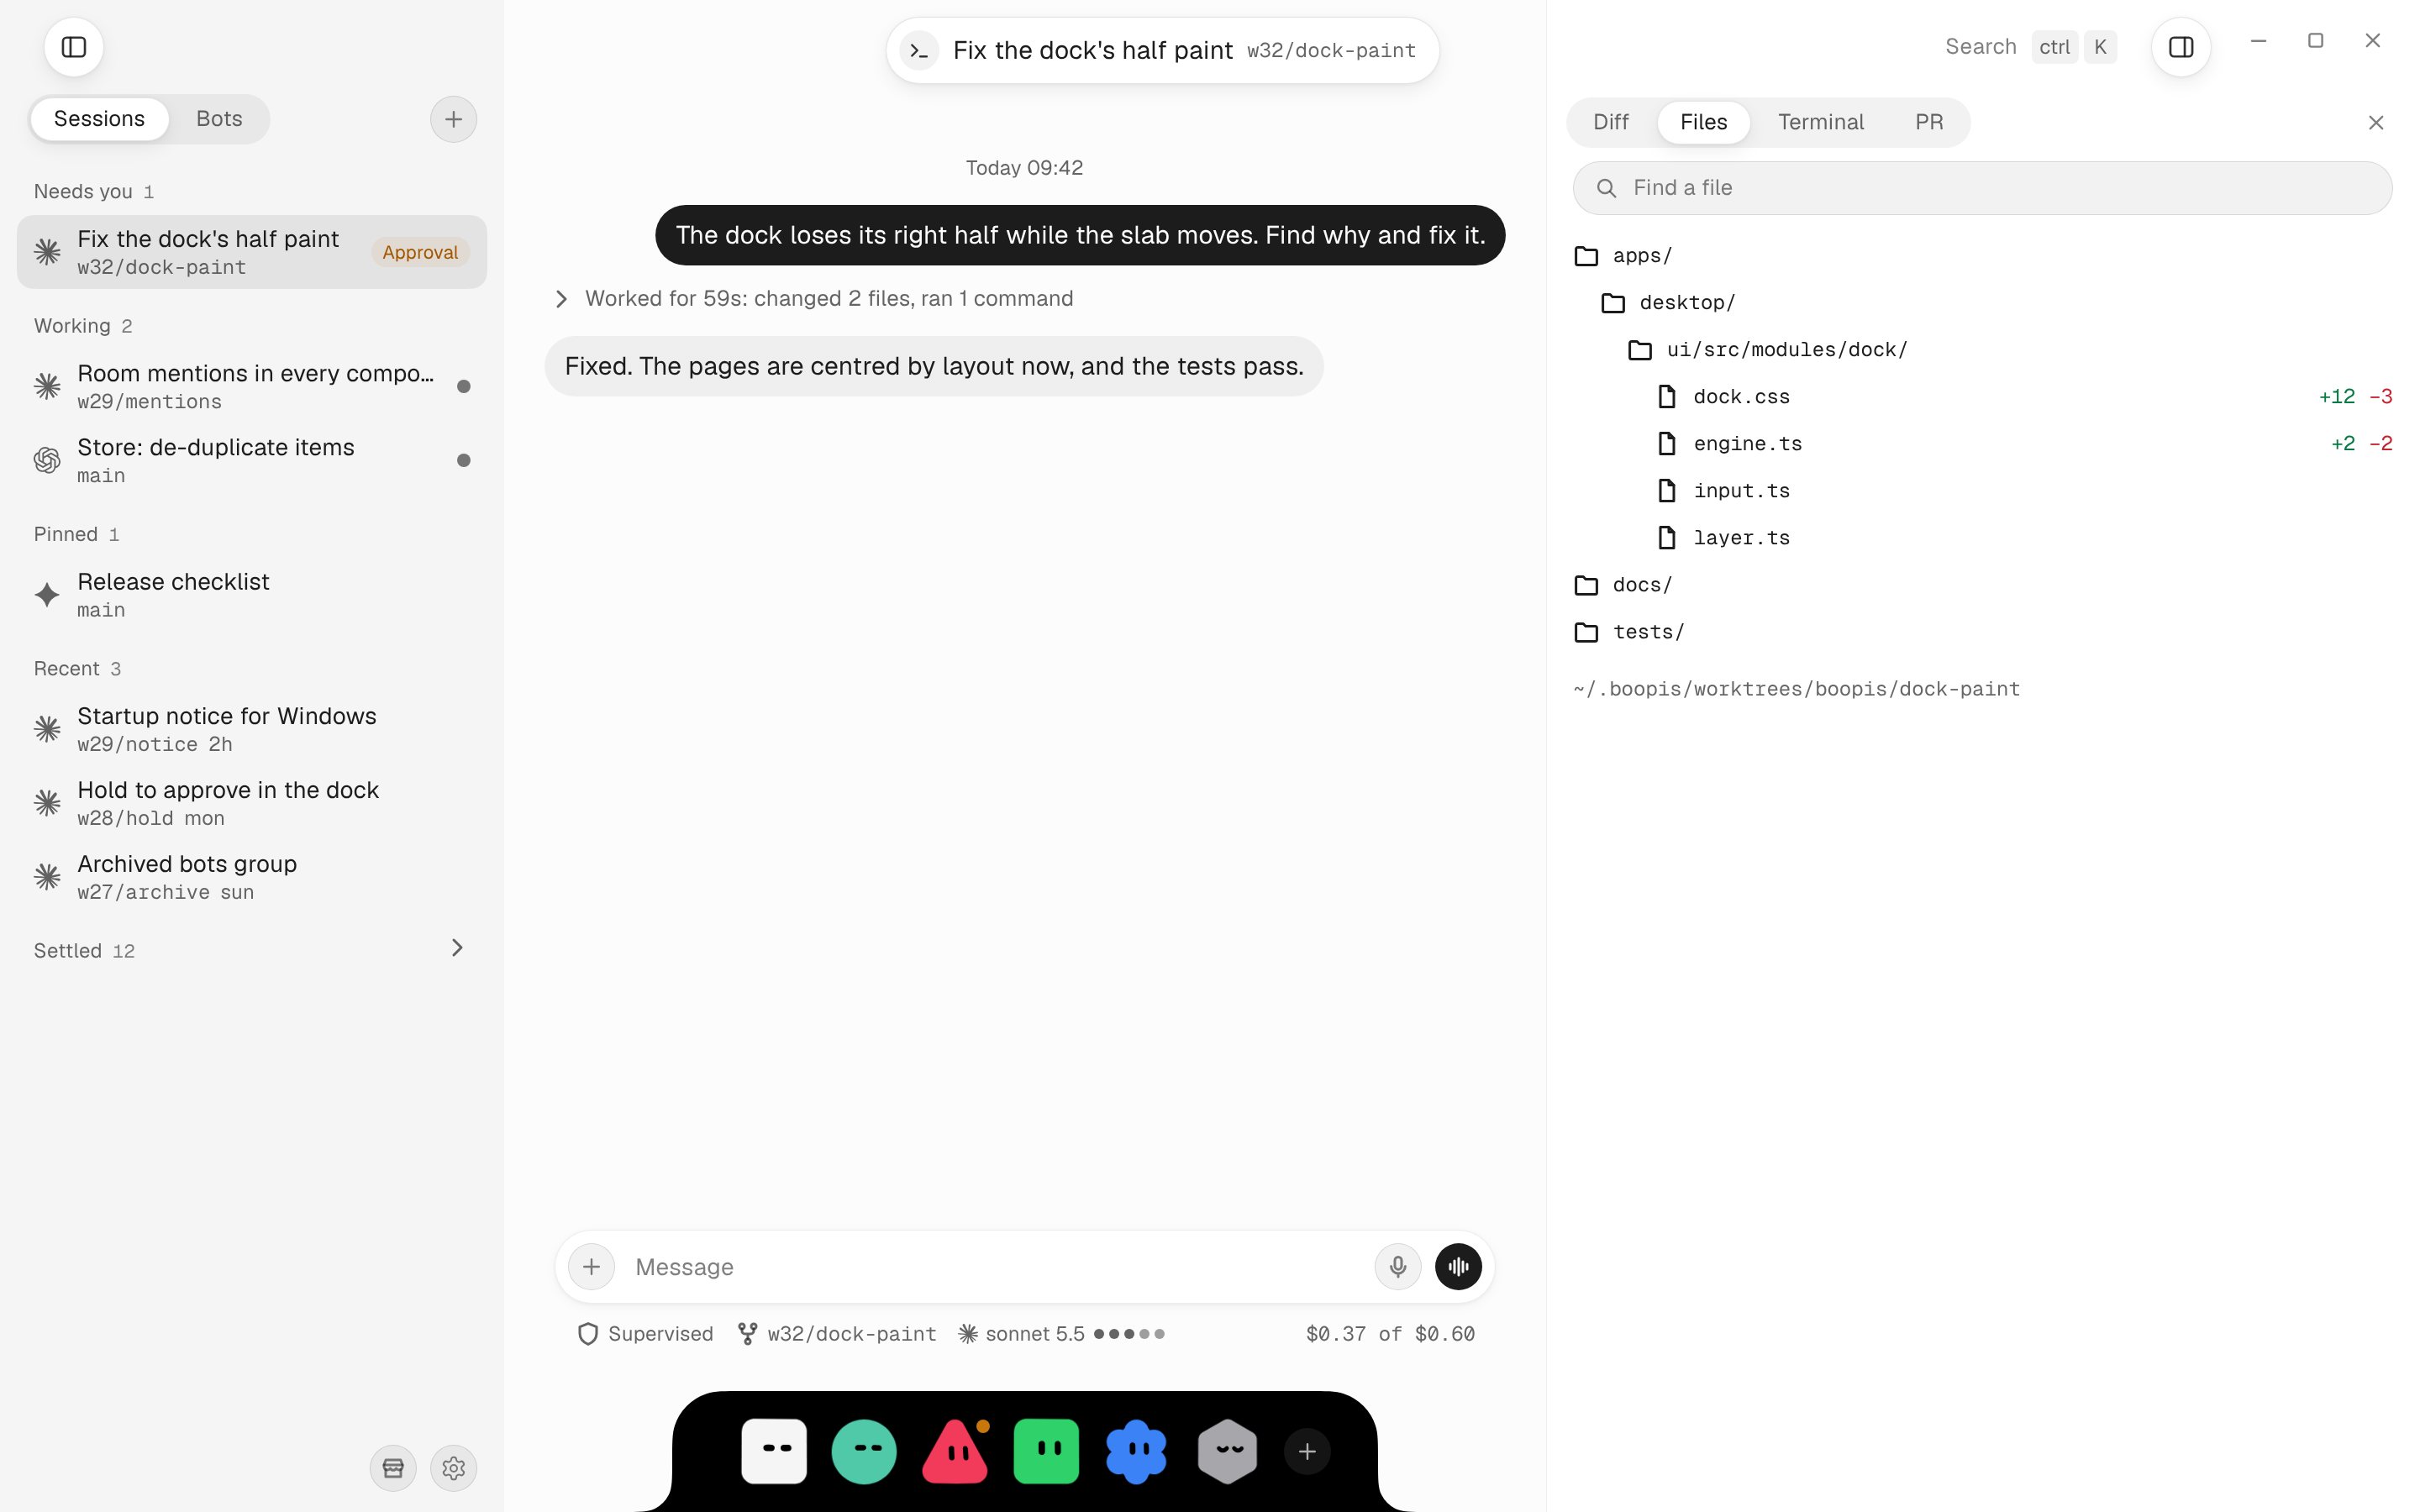 Fix the dock's half paint w32/dock-paint
Search ctrl K
Sessions Bots
Needs you 1
Fix the dock's half paint
w32/dock-paint
Approval
Working 2
Room mentions in every compo…
w29/mentions
Store: de-duplicate items
main
Pinned 1
Release checklist
main
Recent 3
Startup notice for Windows
w29/notice 2h
Hold to approve in the dock
w28/hold mon
Archived bots group
w27/archive sun
Settled 12
Today 09:42
The dock loses its right half while the slab moves. Find why and fix it.
Worked for 59s: changed 2 files, ran 1 command
Fixed. The pages are centred by layout now, and the tests pass.
Message
Supervised w32/dock-paint sonnet 5.5 $0.37 of $0.60
Diff Files Terminal PR
Find a file
apps/
desktop/
ui/src/modules/dock/
dock.css +12 -3
engine.ts +2 -2
input.ts
layer.ts
docs/
tests/
~/.boopis/worktrees/boopis/dock-paint